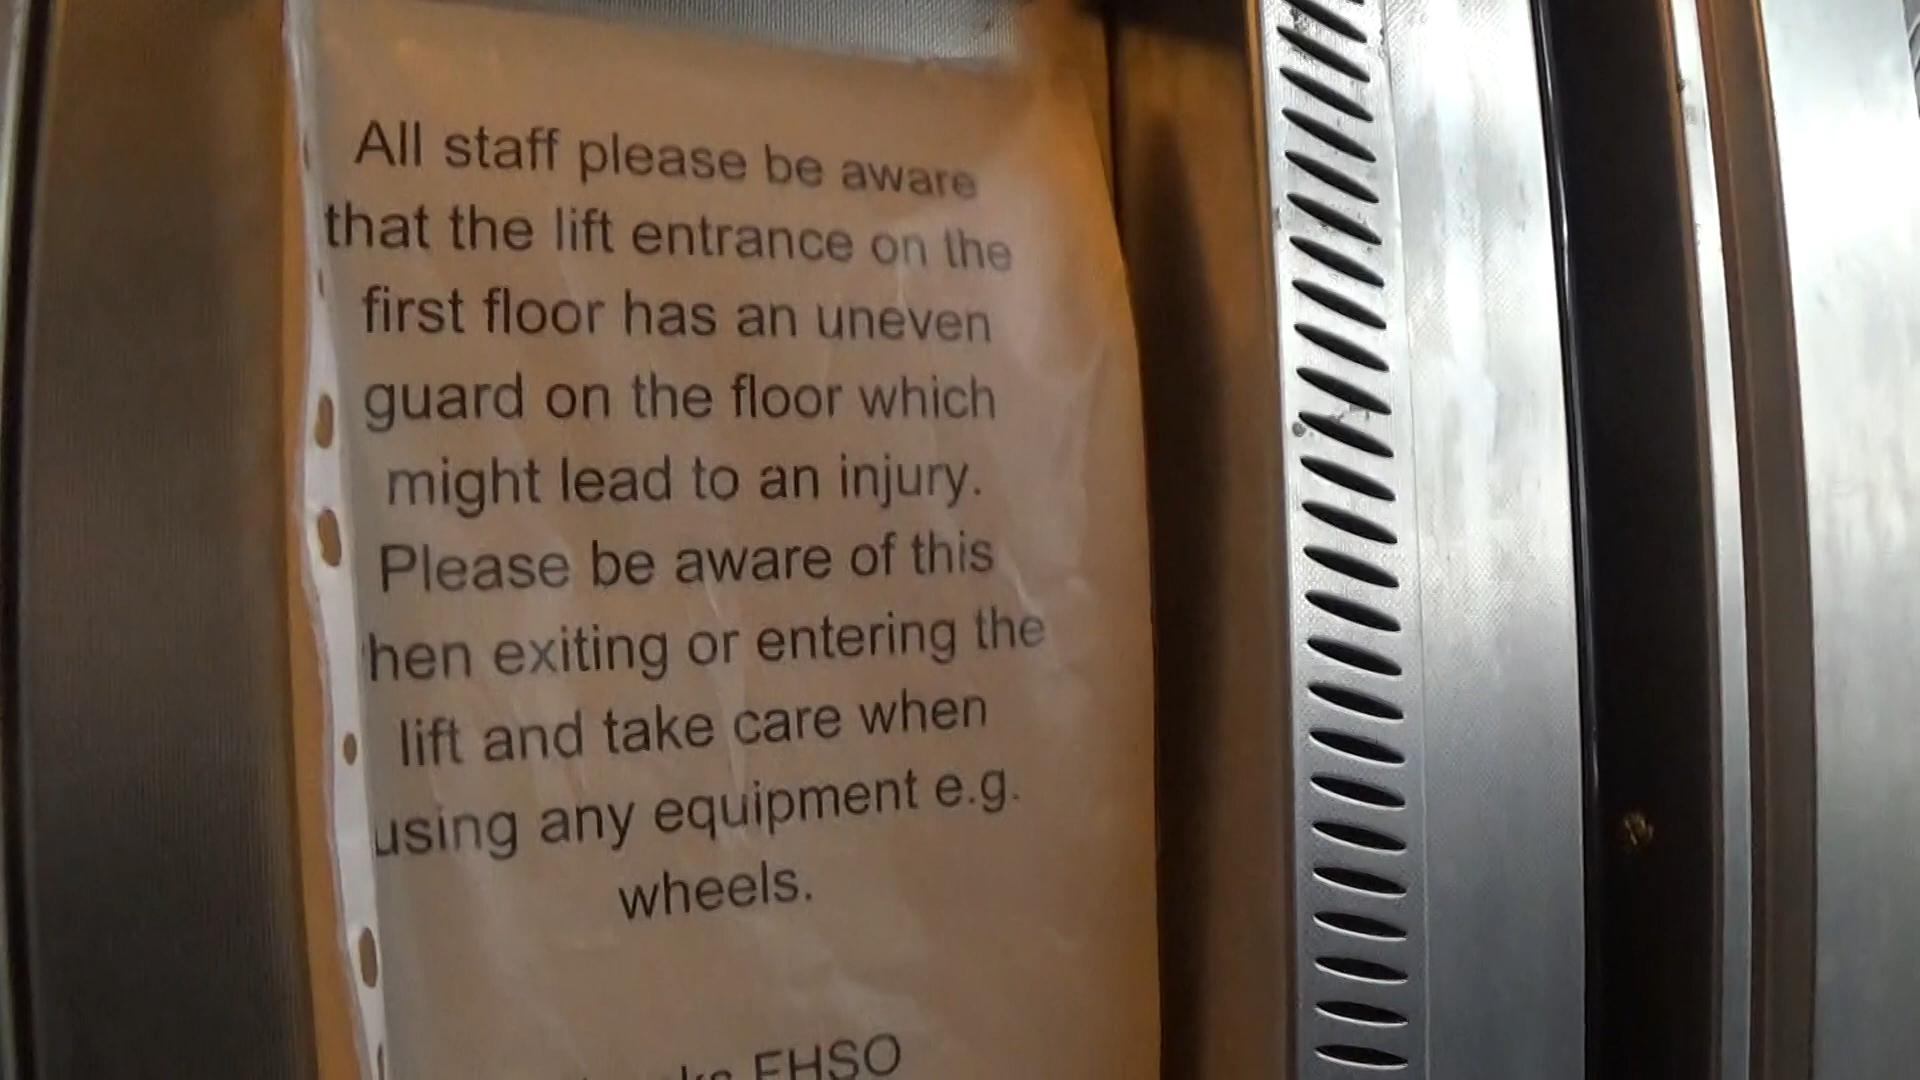 All staff please be aware
that the lift entrance on the
first floor has an uneven
guard on the floor which
might lead to an injury.
Please be aware of this
hen exiting or entering the
lift and take care when
using any equipment e.g.
wheels.
EHSO